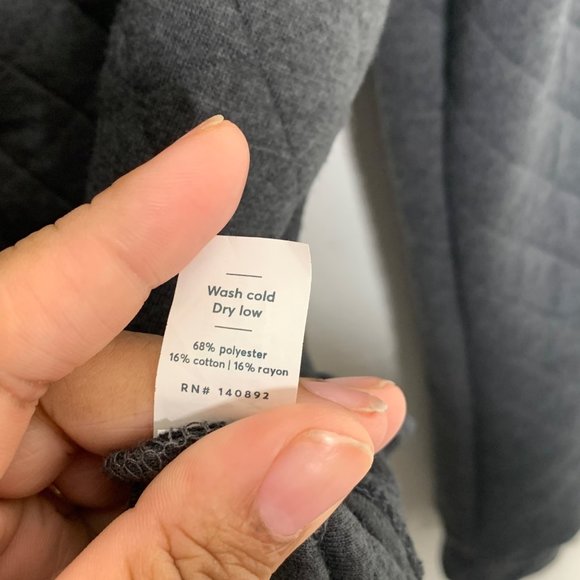 Wash cold
Dry low
68% polyester
16% cotton | 16% rayon
RN# 140892